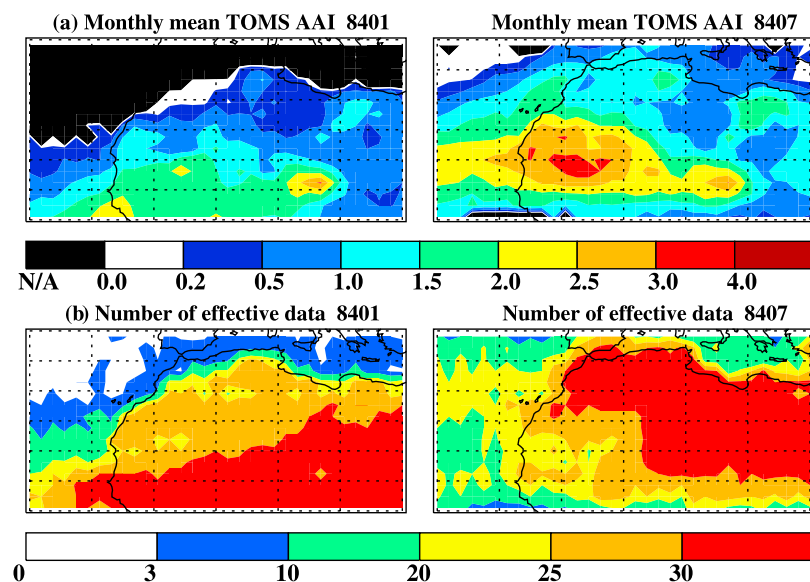 (a) Monthly mean TOMS AAI 8401
Monthly mean TOMS AAI 8407
N/A 0.0 0.2 0.5 1.0 1.5 2.0 2.5 3.0 4.0
(b) Number of effective data 8401
Number of effective data 8407
0 3 10 20 25 30